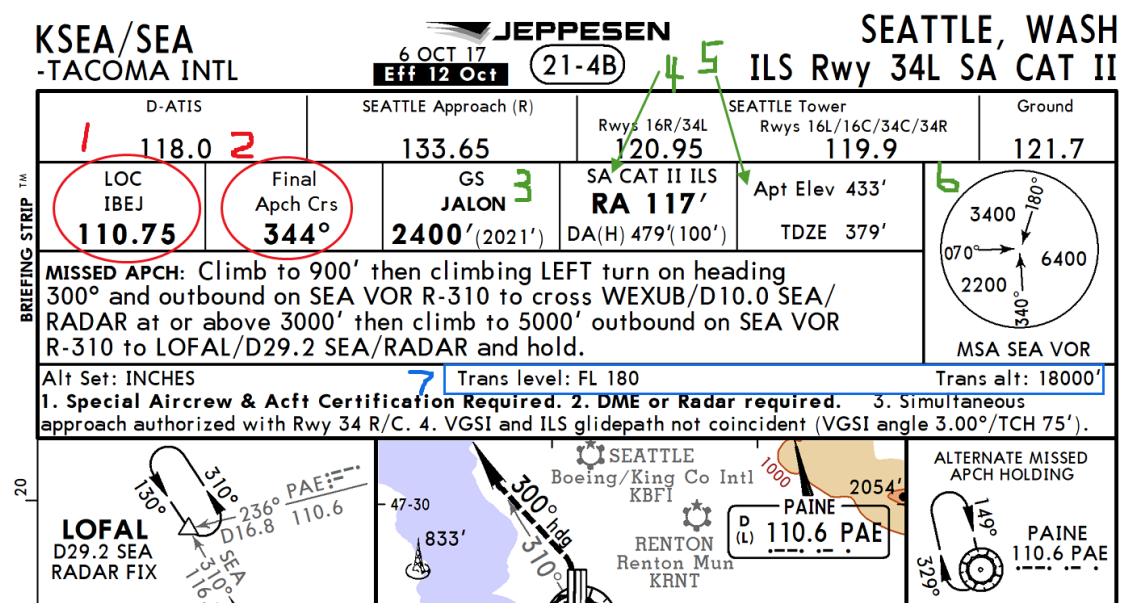 KSEA/SEA
-TACOMA INTL
JEPPESEN
6 OCT 17
Eff 12 Oct
21-4B
SEATTLE, WASH
ILS Rwy 34L SA CAT II
4 5
D-ATIS
118.0
SEATTLE Approach (R)
133.65
SEATTLE Tower
Rwys 16R/34L
120.95
Rwys 16L/16C/34C/34R
119.9
Ground
121.7
1
2
BRIEFING STRIP TM
LOC
IBEJ
110.75
Final
Apch Crs
344°
GS
JALON
2400′(2021′)
3
SA CAT II ILS
RA 117′
DA(H) 479′(100′)
Apt Elev 433′
TDZE 379′
6
180°
3400
070°
6400
2200
340°
MSA SEA VOR
MISSED APCH: Climb to 900′ then climbing LEFT turn on heading
300° and outbound on SEA VOR R-310 to cross WEXUB/D10.0 SEA/
RADAR at or above 3000′ then climb to 5000′ outbound on SEA VOR
R-310 to LOFAL/D29.2 SEA/RADAR and hold.
Alt Set: INCHES
7
Trans level: FL 180
Trans alt: 18000′
1. Special Aircrew & Acft Certification Required. 2. DME or Radar required. 3. Simultaneous
approach authorized with Rwy 34 R/C. 4. VGSI and ILS glidepath not coincident (VGSI angle 3.00°/TCH 75′).
20
130°
310°
LOFAL
D29.2 SEA
RADAR FIX
236°
D16.8
PAE
110.6
SEA
310°
116.
47-30
833′
300° hdg
310°
SEATTLE
Boeing/King Co Intl
KBFI
RENTON
Renton Mun
KRNT
1000
2054′
PAINE
D
(L) 110.6 PAE
ALTERNATE MISSED
APCH HOLDING
149°
329°
PAINE
110.6 PAE